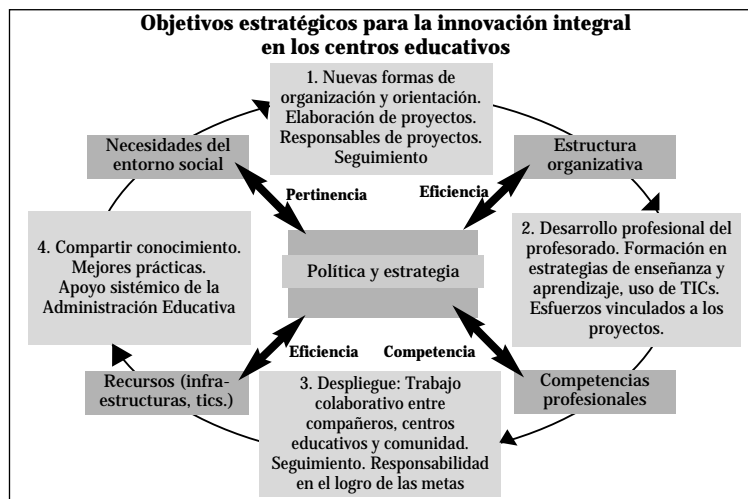 Objetivos estratégicos para la innovación integral
en los centros educativos
1. Nuevas formas de
organización y orientación.
Elaboración de proyectos.
Responsables de proyectos.
Seguimiento
Necesidades del
entorno social
Estructura
organizativa
Pertinencia
Eficiencia
4. Compartir conocimiento.
Mejores prácticas.
Apoyo sistémico de la
Administración Educativa
Política y estrategia
2. Desarrollo profesional del
profesorado. Formación en
estrategias de enseñanza y
aprendizaje, uso de TICs.
Esfuerzos vinculados a los
proyectos.
Eficiencia
Competencia
Recursos (infra-
estructuras, tics.)
3. Despliegue: Trabajo
colaborativo entre
compañeros, centros
educativos y comunidad.
Seguimiento. Responsabilidad
en el logro de las metas
Competencias
profesionales